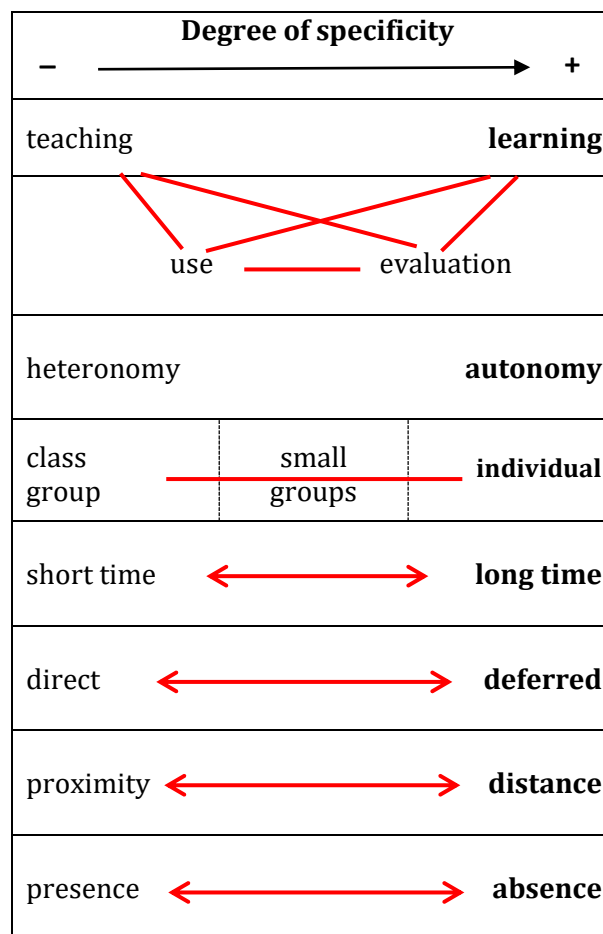 Degree of specificity
– +
teaching learning
use evaluation
heteronomy autonomy
class small individual
group groups
short time long time
direct deferred
proximity distance
presence absence